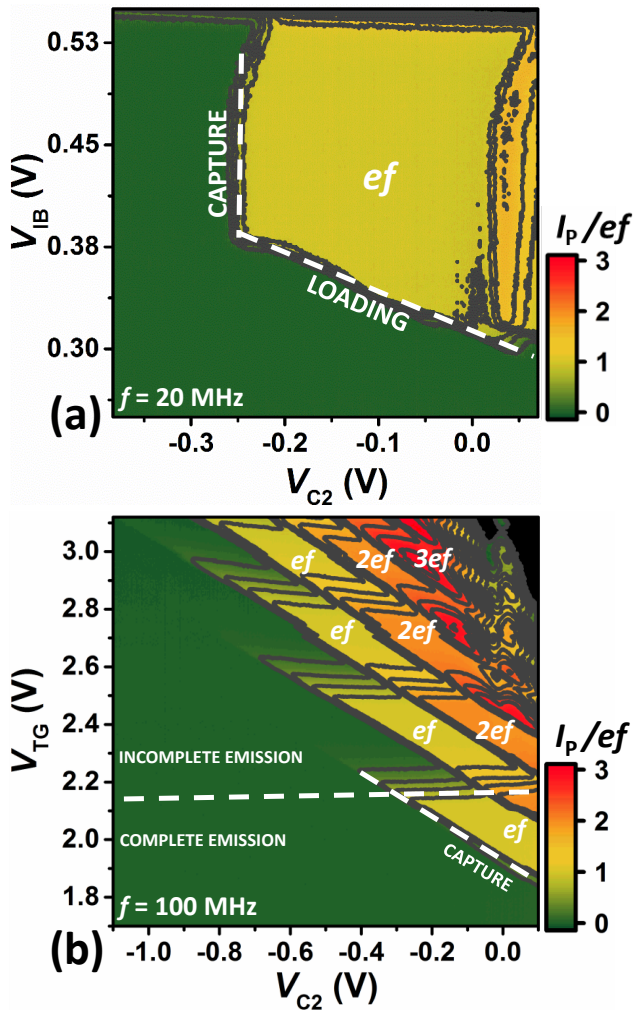 0.53
0.45
0.38
0.30
V_IB (V)
CAPTURE
ef
LOADING
f = 20 MHz
(a)
-0.3
-0.2
-0.1
0.0
V_C2 (V)
I_P/ef
3
2
1
0
3.0
2.8
2.6
2.4
2.2
2.0
1.8
V_TG (V)
ef
2ef
3ef
ef
2ef
ef
2ef
ef
INCOMPLETE EMISSION
COMPLETE EMISSION
CAPTURE
f = 100 MHz
(b)
-1.0
-0.8
-0.6
-0.4
-0.2
0.0
V_C2 (V)
I_P/ef
3
2
1
0